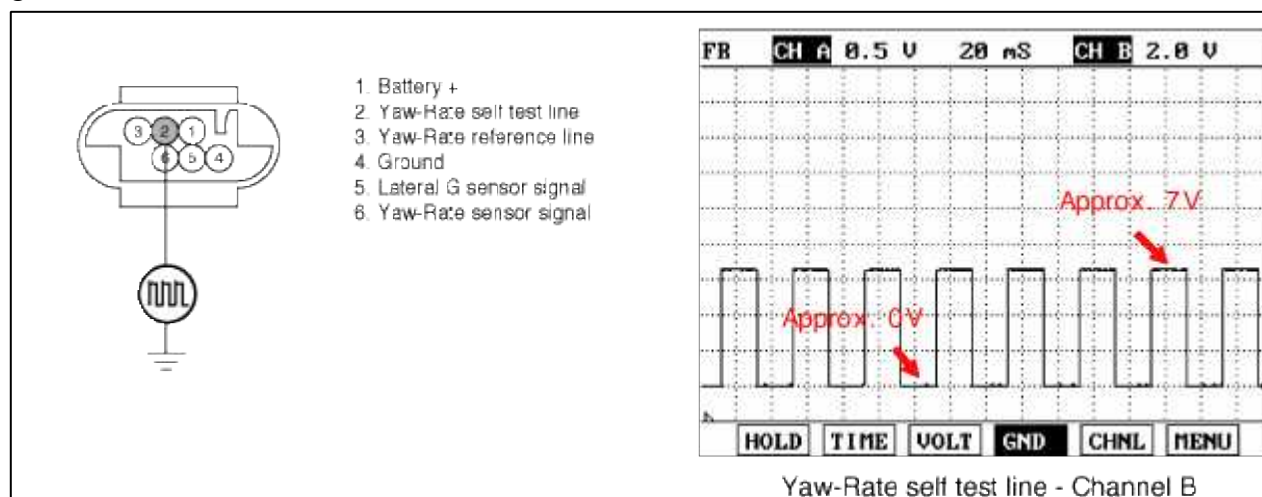 3 2 1
6 5 4
1. Battery +
2. Yaw-Rate self test line
3. Yaw-Rate reference line
4. Ground
5. Lateral G sensor signal
6. Yaw-Rate sensor signal
FR CH A 0.5 V 20 mS CH B 2.0 V
Approx. 7V
Approx. 0V
HOLD TIME VOLT GND CHNL MENU
Yaw-Rate self test line - Channel B